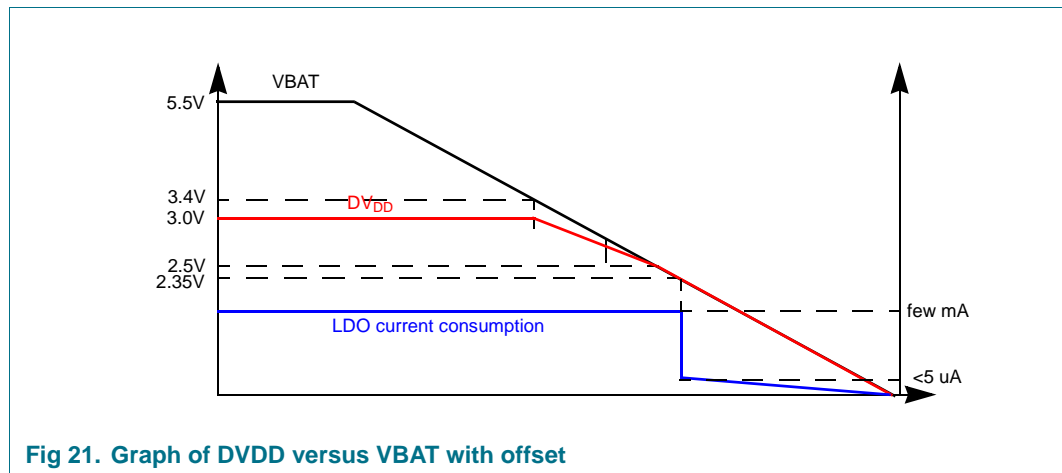 VBAT
5.5V
3.4V
DVDD
3.0V
2.5V
2.35V
few mA
LDO current consumption
<5 uA
Fig 21. Graph of DVDD versus VBAT with offset